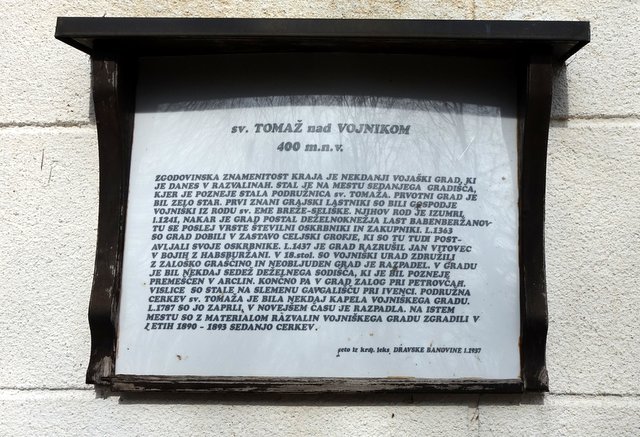 sv. TOMAŽ nad VOJNIKOM
400 m.n.v.
ZGODOVINSKA ZNAMENITOST KRAJA JE NEKDANJI VOJAŠKI GRAD, KI
JE DANES V RAZVALINAH. STAL JE NA MESTU SEDANJEGA GRADIŠČA,
KJER JE POZNEJE STALA PODRUŽNICA sv. TOMAŽA. PRVOTNI GRAD JE
BIL ZELO STAR. PRVI ZNANI GRAJSKI LASTNIKI SO BILI GOSPODJE
VOJNIŠKI IZ RODU sv. EME BREŽE-SELIŠKE. NJIHOV ROD JE IZUMRL
l.1241, NAKAR JE GRAD POSTAL DEŽELNOKNEŽJA LAST BABENBERŽANOV-
TU SE POSLEJ VRSTE ŠTEVILNI OSKRBNIKI IN ZAKUPNIKI. L.1363
SO GRAD DOBILI V ZASTAVO CELJSKI GROFJE, KI SO TU TUDI POST-
AVLJALI SVOJE OSKRBNIKE. L.1437 JE GRAD RAZRUŠIL JAN VITOVEC
V BOJIH Z HABSBURŽANI. V 18.stol. SO VOJNIŠKI URAD ZDRUŽILI
Z ZALOŠKO GRAŠČINO IN NEOBLJUDEN GRAD JE RAZPADEL. V GRADU
JE BIL NEKDAJ SEDEŽ DEŽELNEGA SODIŠČA, KI JE BIL POZNEJE
PREMEŠČEN V ARCLIN. KONČNO PA V GRAD ZALOG PRI PETROVČAH.
VISLICE SO STALE NA SLEMENU GAVGALIŠČU PRI IVENCI. PODRUŽNA
CERKEV sv. TOMAŽA JE BILA NEKDAJ KAPELA VOJNIŠKEGA GRADU.
L.1787 SO JO ZAPRLI, V NOVEJŠEM ČASU JE RAZPADLA. NA ISTEM
MESTU SO Z MATERIALOM RAZVALIN VOJNIŠKEGA GRADU ZGRADILI V
LETIH 1890 - 1893 SEDANJO CERKEV.
iz kraj. leks. DRAVSKE BANOVINE l.1937